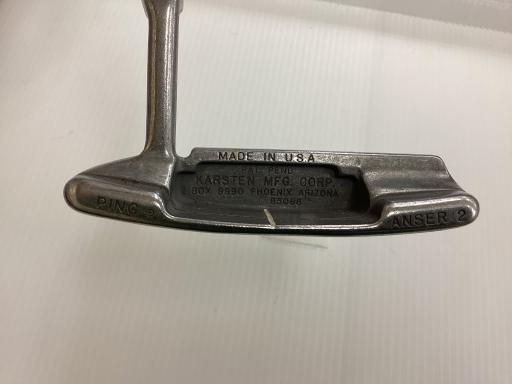 MADE IN U.S.A.
PAT. PEND.
KARSTEN MFG. CORP.
BOX 9990 PHOENIX ARIZONA
85068
PING ANSER 2